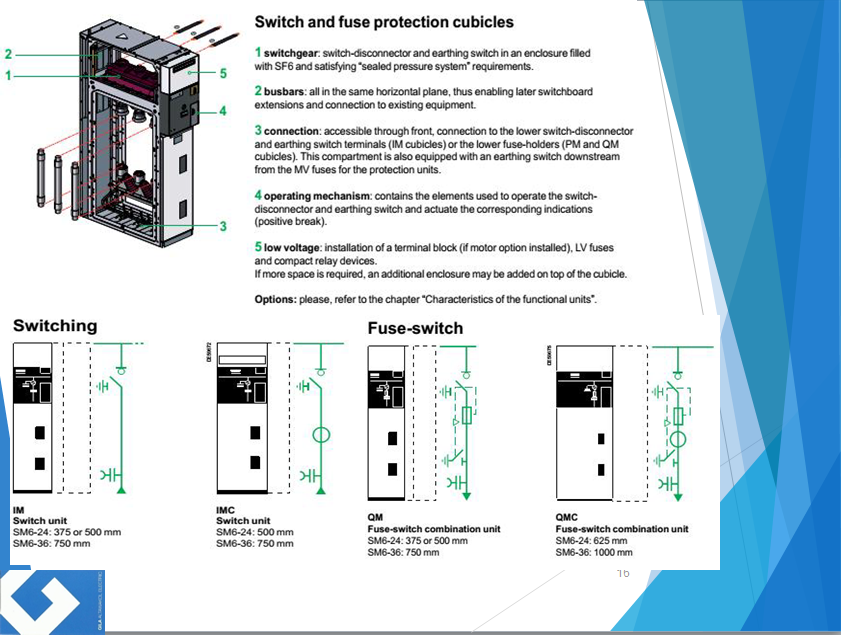 Switch and fuse protection cubicles
1 switchgear: switch-disconnector and earthing switch in an enclosure filled
with SF6 and satisfying “sealed pressure system” requirements.
2 busbars: all in the same horizontal plane, thus enabling later switchboard
extensions and connection to existing equipment.
3 connection: accessible through front, connection to the lower switch-disconnector
and earthing switch terminals (IM cubicles) or the lower fuse-holders (PM and QM
cubicles). This compartment is also equipped with an earthing switch downstream
from the MV fuses for the protection units.
4 operating mechanism: contains the elements used to operate the switch-
disconnector and earthing switch and actuate the corresponding indications
(positive break).
5 low voltage: installation of a terminal block (if motor option installed), LV fuses
and compact relay devices.
If more space is required, an additional enclosure may be added on top of the cubicle.
Options: please, refer to the chapter “Characteristics of the functional units”.
2
1
5
4
3
Switching
Fuse-switch
IM
Switch unit
SM6-24: 375 or 500 mm
SM6-36: 750 mm
IMC
Switch unit
SM6-24: 500 mm
SM6-36: 750 mm
QM
Fuse-switch combination unit
SM6-24: 375 or 500 mm
SM6-36: 750 mm
QMC
Fuse-switch combination unit
SM6-24: 625 mm
SM6-36: 1000 mm
16